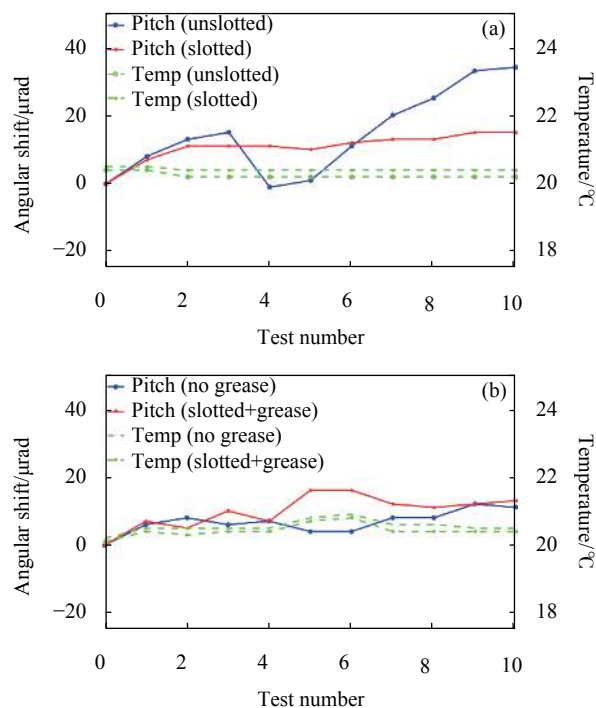 (a)
Pitch (unslotted)
Pitch (slotted)
Temp (unslotted)
Temp (slotted)
Angular shift/μrad
40
20
0
−20
Temperature/℃
24
22
20
18
0 2 4 6 8 10
Test number
(b)
Pitch (no grease)
Pitch (slotted+grease)
Temp (no grease)
Temp (slotted+grease)
Angular shift/μrad
40
20
0
−20
Temperature/℃
24
22
20
18
0 2 4 6 8 10
Test number